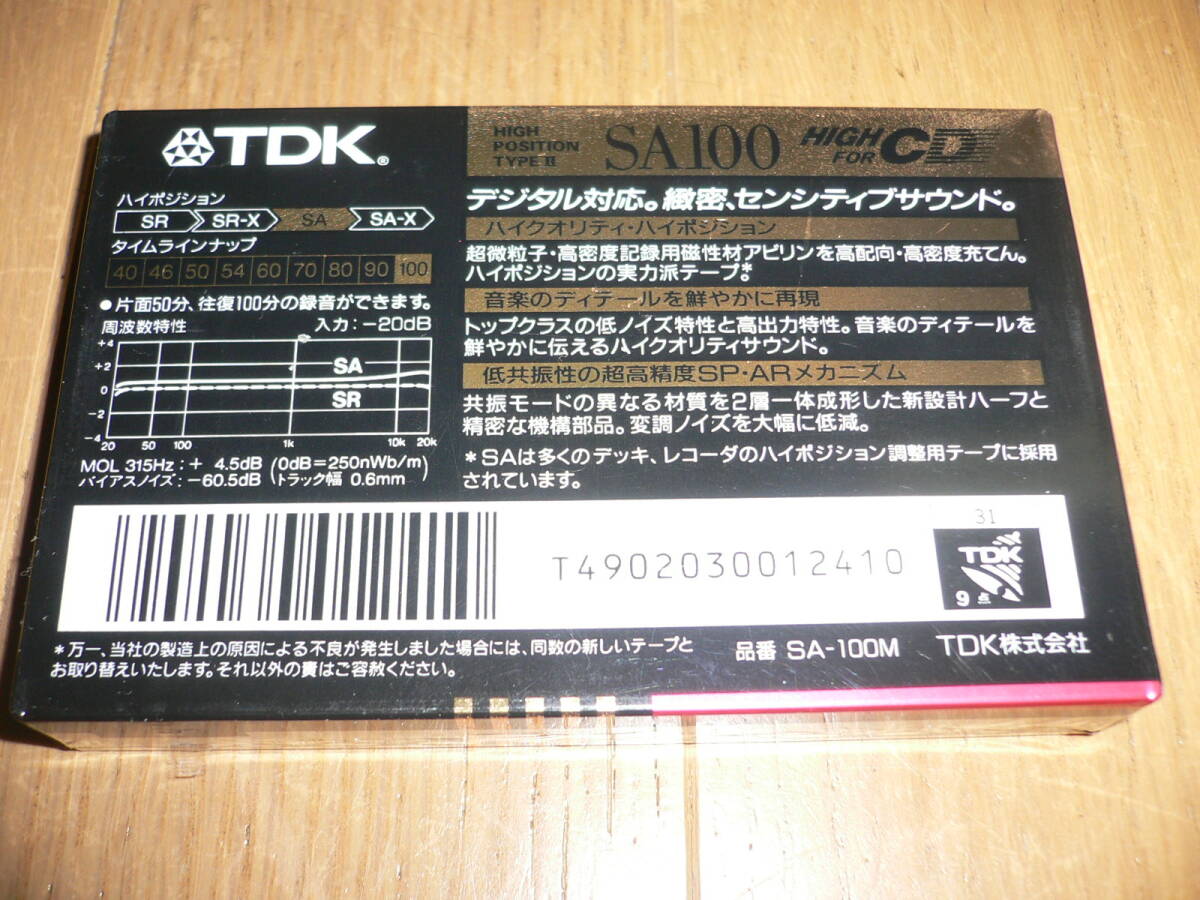 TDK®
HIGH
POSITION
TYPE II
SA100
HIGH
FOR
CD
ハイポジション
SR SR-X SA SA-X
タイムラインナップ
40 46 50 54 60 70 80 90 100
●片面50分、往復100分の録音ができます。
周波数特性 入力:−20dB
+4
+2
0
−2
−4
SA
SR
20 50 100 1k 10k 20k
MOL 315Hz:+ 4.5dB (0dB=250nWb/m)
バイアスノイズ:−60.5dB (トラック幅 0.6mm)
デジタル対応。緻密、センシティブサウンド。
ハイクオリティ・ハイポジション
超微粒子・高密度記録用磁性材アビリンを高配向・高密度充てん。
ハイポジションの実力派テープ。*
音楽のディテールを鮮やかに再現
トップクラスの低ノイズ特性と高出力特性。音楽のディテールを
鮮やかに伝えるハイクオリティサウンド。
低共振性の超高精度SP・ARメカニズム
共振モードの異なる材質を2層一体成形した新設計ハーフと
精密な機構部品。変調ノイズを大幅に低減。
*SAは多くのデッキ、レコーダのハイポジション調整用テープに採用
されています。
T4902030012410
31
TDK
9点
*万一、当社の製造上の原因による不良が発生しました場合には、同数の新しいテープと
お取り替えいたします。それ以外の責はご容赦ください。
品番 SA-100M TDK株式会社